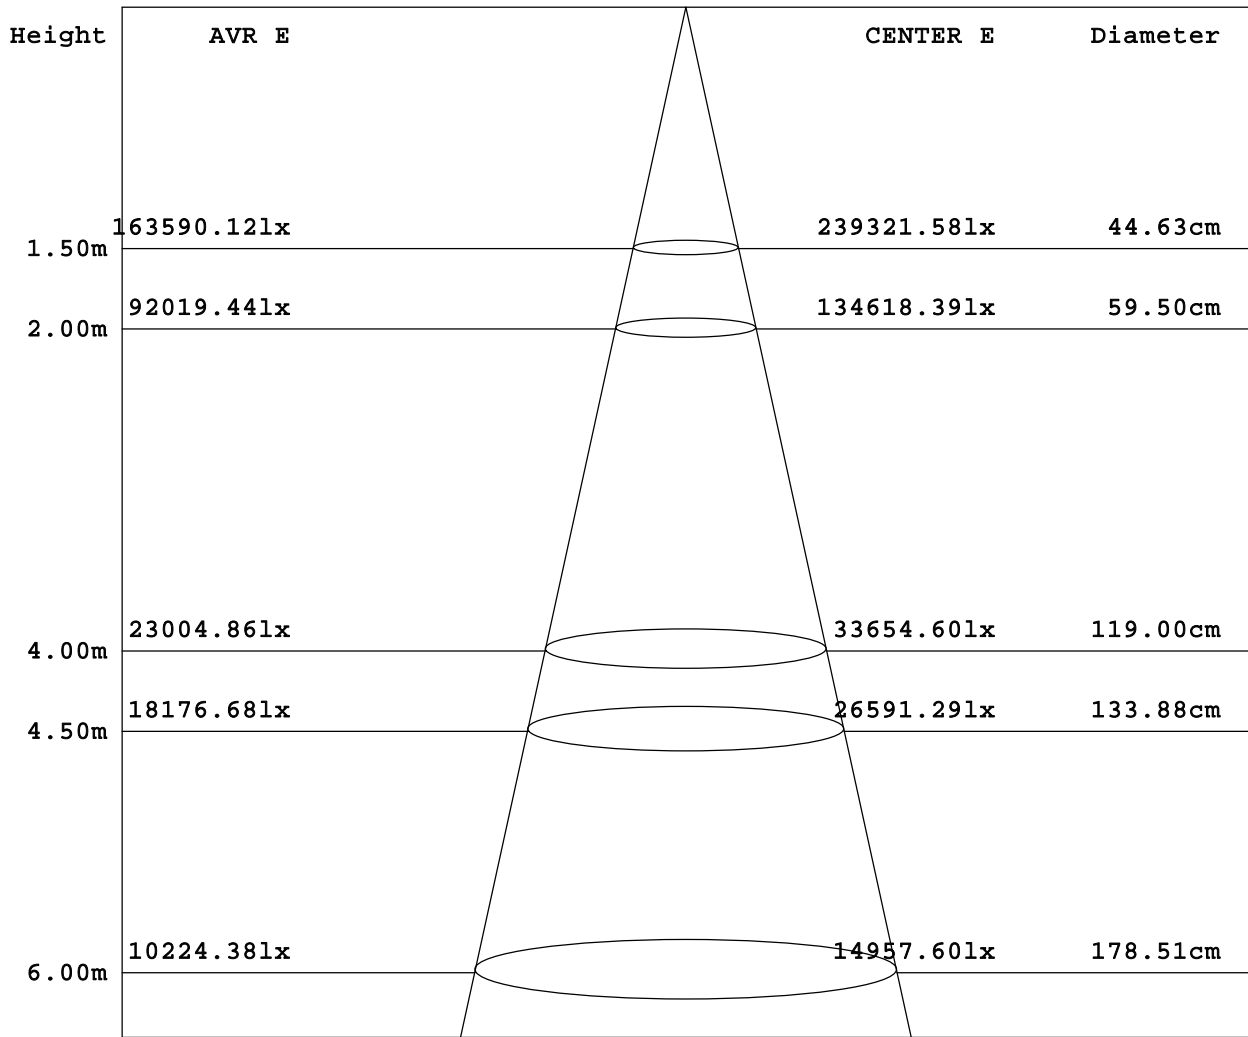 Height AVR E CENTER E Diameter
163590.12lx 239321.58lx 44.63cm
1.50m
92019.44lx 134618.39lx 59.50cm
2.00m
23004.86lx 33654.60lx 119.00cm
4.00m
18176.68lx 26591.29lx 133.88cm
4.50m
10224.38lx 14957.60lx 178.51cm
6.00m